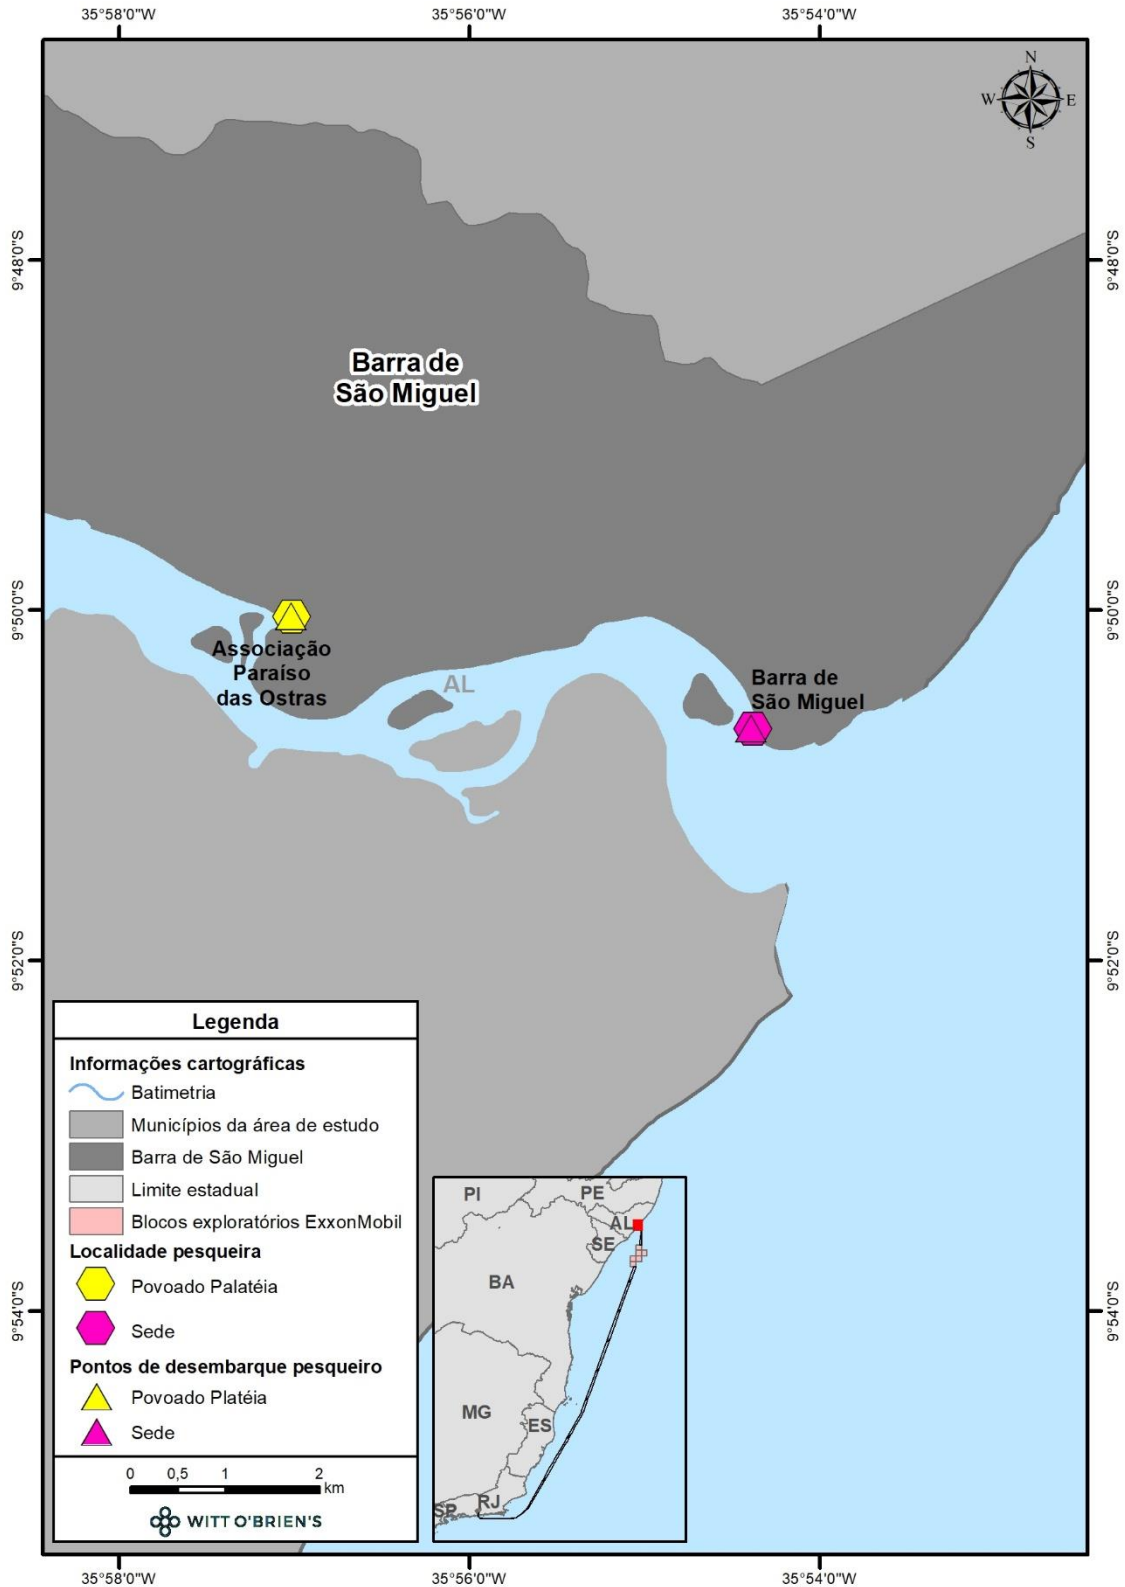 35°58'0"W
35°56'0"W
35°54'0"W
N
W
E
S
9°48'0"S
9°48'0"S
Barra de
São Miguel
9°50'0"S
9°50'0"S
Associação
Paraíso
das Ostras
AL
Barra de
São Miguel
9°52'0"S
9°52'0"S
Legenda
Informações cartográficas
Batimetria
Municípios da área de estudo
Barra de São Miguel
Limite estadual
Blocos exploratórios ExxonMobil
Localidade pesqueira
Povoado Palatéia
Sede
Pontos de desembarque pesqueiro
Povoado Platéia
Sede
0 0,5 1 2
km
WITT O'BRIEN'S
PI
PE
AL
SE
BA
MG
ES
RJ
SP
9°54'0"S
9°54'0"S
35°58'0"W
35°56'0"W
35°54'0"W